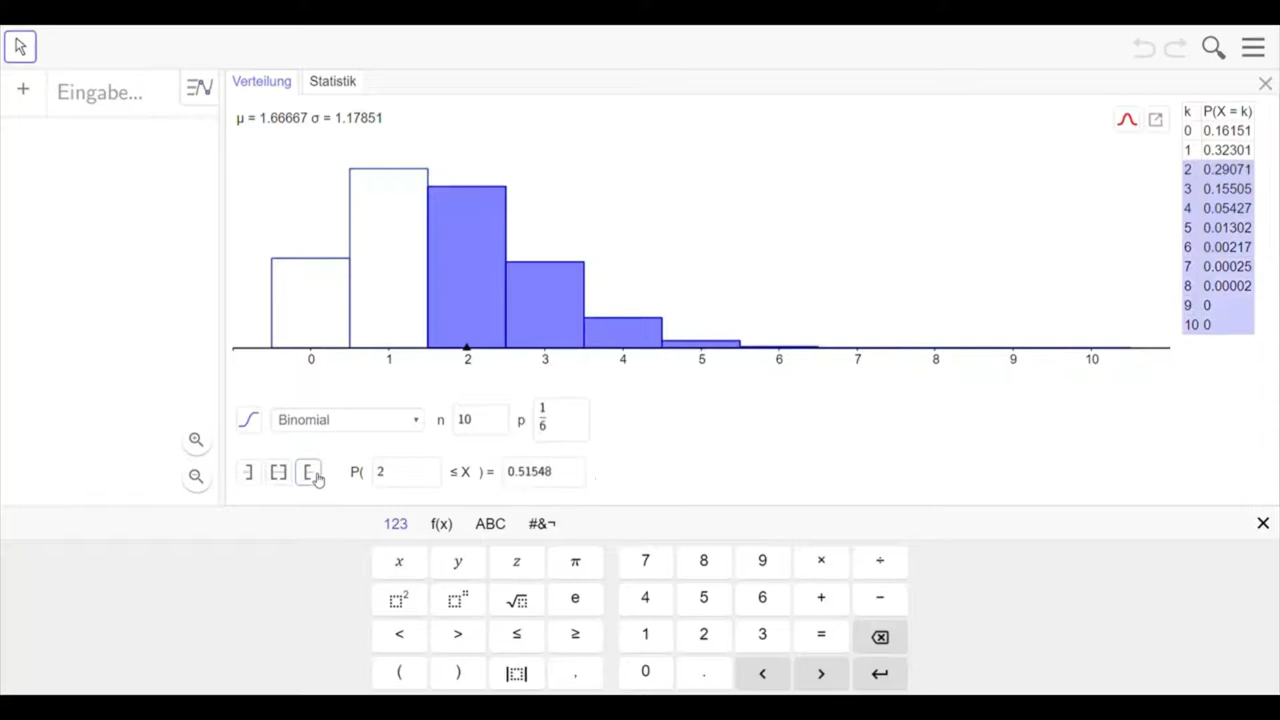 + Eingabe...
Verteilung Statistik
μ = 1.66667 σ = 1.17851
k P(X = k)
0 0.16151
1 0.32301
2 0.29071
3 0.15505
4 0.05427
5 0.01302
6 0.00217
7 0.00025
8 0.00002
9 0
10 0
0 1 2 3 4 5 6 7 8 9 10
Binomial n 10 p 1/6
] [ ] [ P( 2 ≤ X ) = 0.51548
123 f(x) ABC #&¬
x y z π 7 8 9 × ÷
□² □^□ √□ e 4 5 6 + −
< > ≤ ≥ 1 2 3 =
( ) |□| , 0 . < >